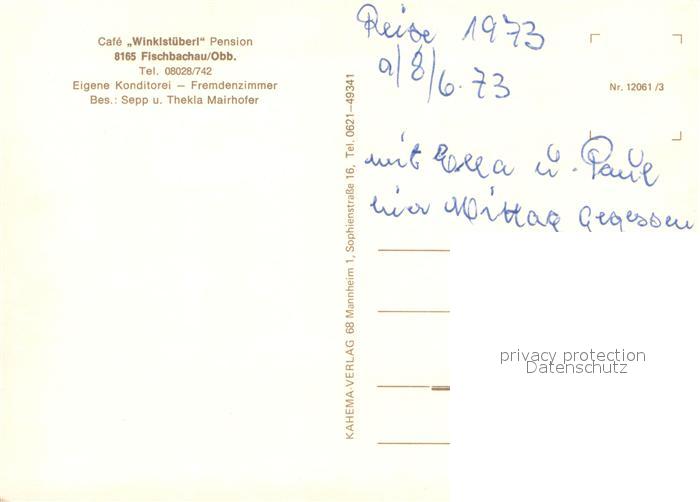 Café „Winklstüberl" Pension
8165 Fischbachau/Obb.
Tel. 08028/742
Eigene Konditorei — Fremdenzimmer
Bes.: Sepp u. Thekla Mairhofer
KAHEMA-VERLAG 68 Mannheim 1, Sophienstraße 16, Tel. 0621—49341
Reise 1973
8/6.73
Nr. 12061/3
mit Ella u. Paul
hier Mittag gegessen
privacy protection
Datenschutz